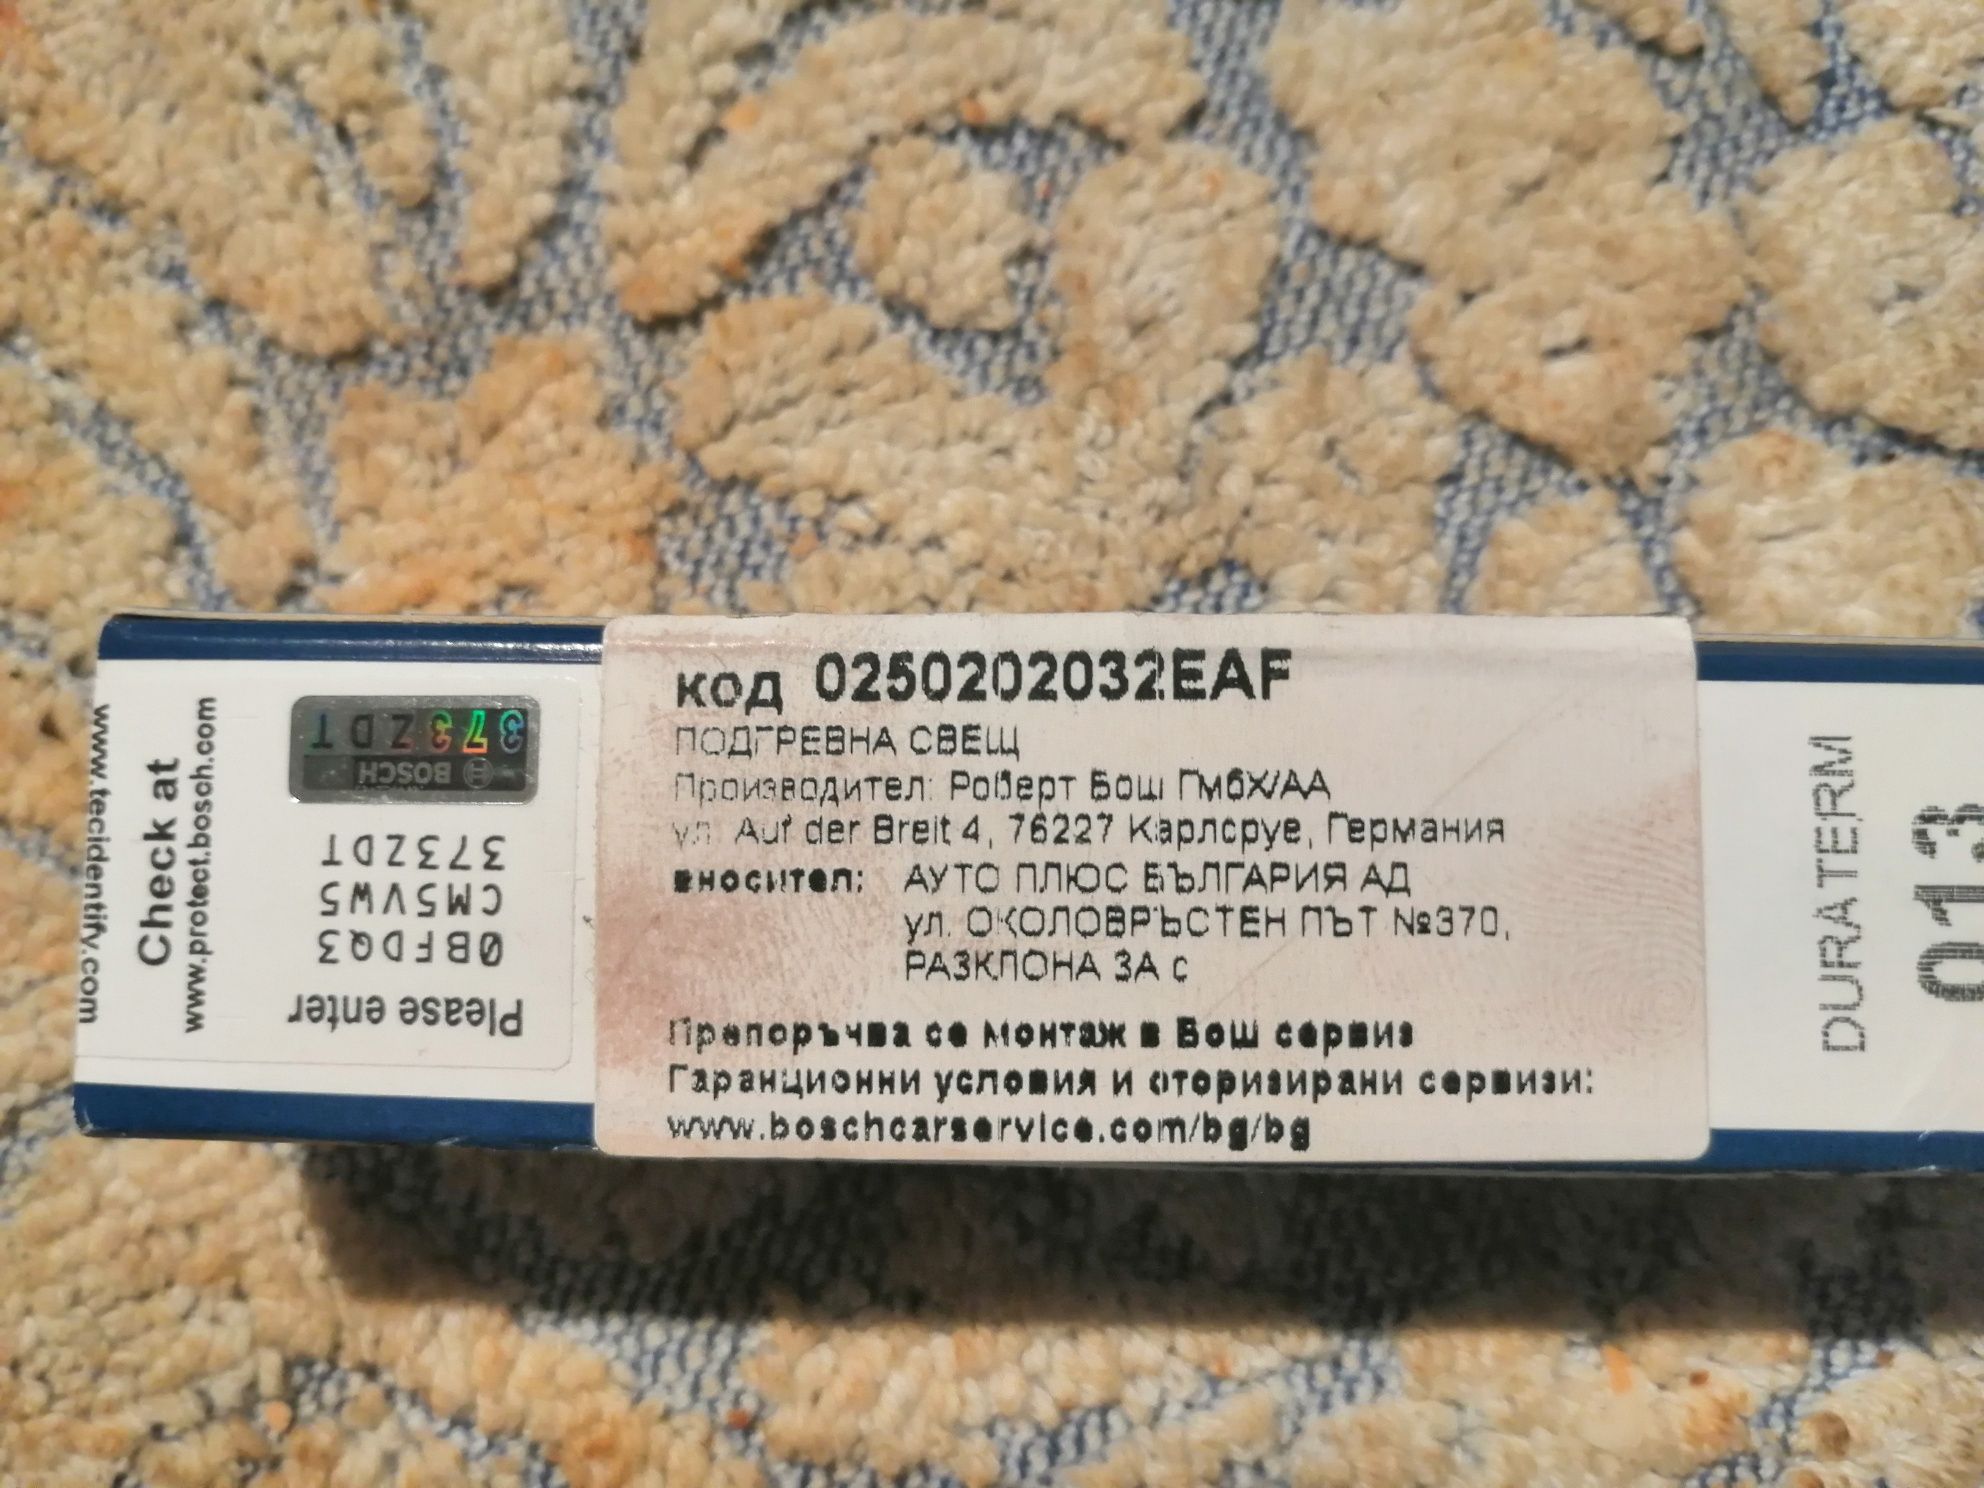 www.tecidentify.com
Check at
www.protect.bosch.com
373ZDT
BOSCH
Please enter
0BFDQ3
CM5VW5
373ZDT
код 0250202032EAF
ПОДГРЕВНА СВЕЩ
Производител: Роберт Бош ГмбХ/АА
ул. Auf der Breit 4, 76227 Карлсруе, Германия
вносител: АУТО ПЛЮС БЪЛГАРИЯ АД
ул. ОКОЛОВРЪСТЕН ПЪТ №370,
РАЗКЛОНА ЗА с
Препоръчва се монтаж в Бош сервиз
Гаранционни условия и оторизирани сервизи:
www.boschcarservice.com/bg/bg
DURATERM
013